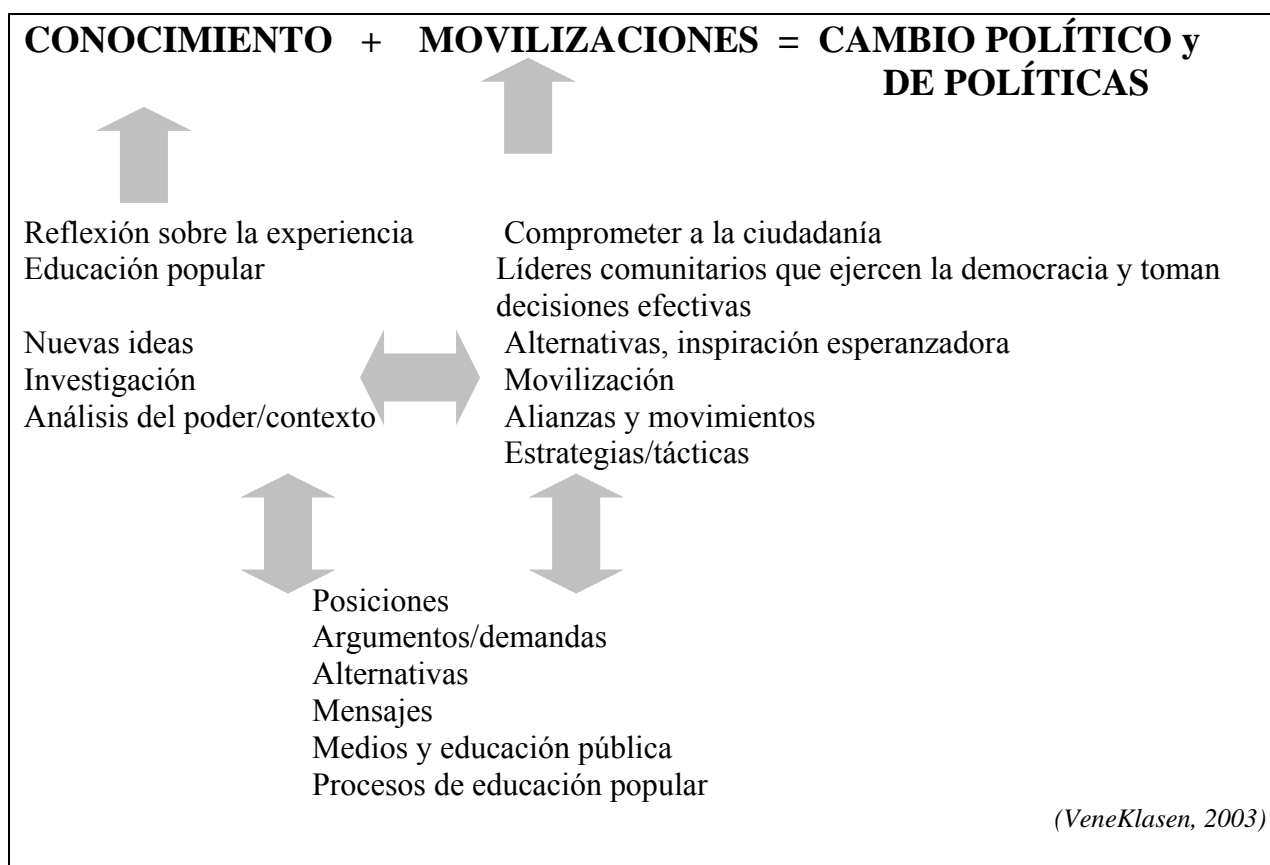 CONOCIMIENTO + MOVILIZACIONES = CAMBIO POLÍTICO y
DE POLÍTICAS
Reflexión sobre la experiencia
Educación popular
Nuevas ideas
Investigación
Análisis del poder/contexto
Comprometer a la ciudadanía
Líderes comunitarios que ejercen la democracia y toman
decisiones efectivas
Alternativas, inspiración esperanzadora
Movilización
Alianzas y movimientos
Estrategias/tácticas
Posiciones
Argumentos/demandas
Alternativas
Mensajes
Medios y educación pública
Procesos de educación popular
(VeneKlasen, 2003)